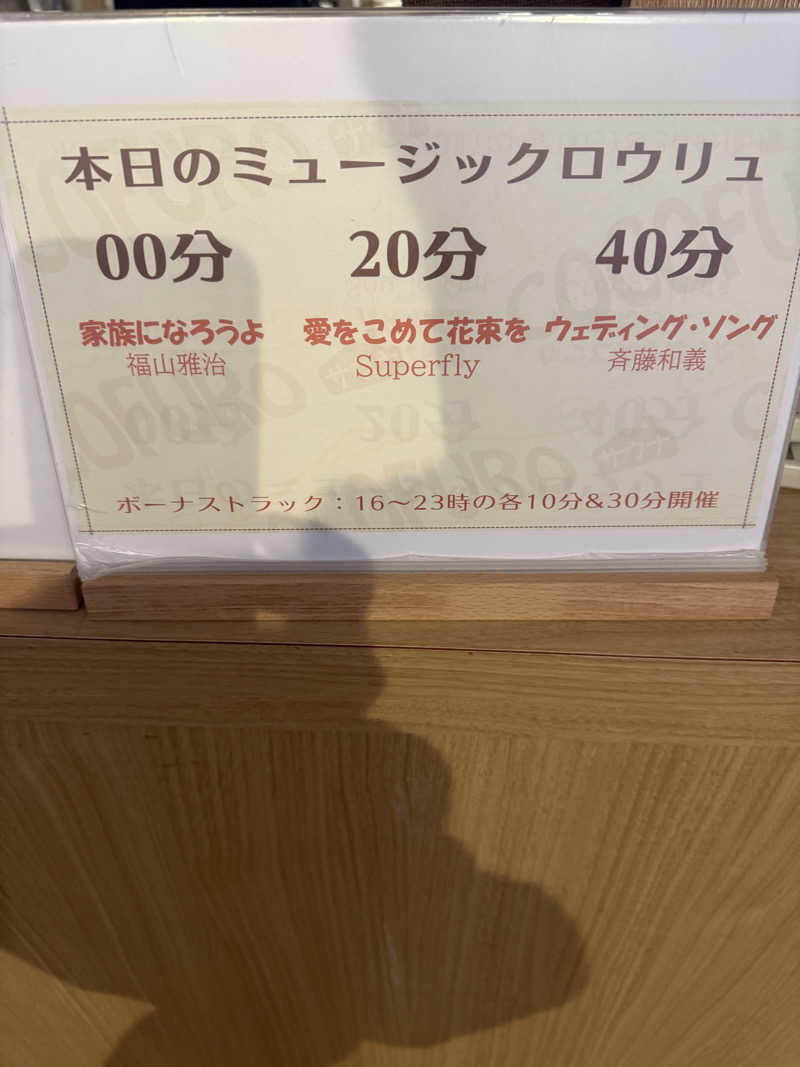 本日のミュージックロウリュ
00分 20分 40分
家族になろうよ 愛をこめて花束を ウェディング・ソング
福山雅治 Superfly 斉藤和義
ボーナストラック：16～23時の各10分&30分開催